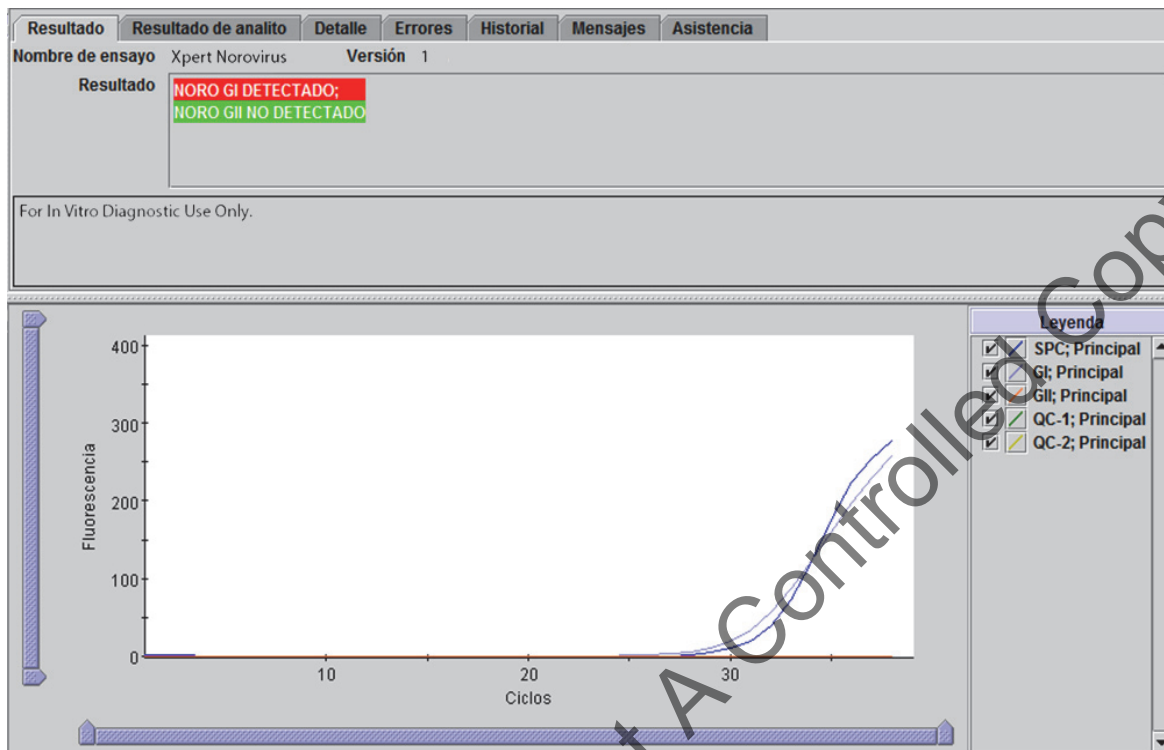 Resultado Resultado de analito Detalle Errores Historial Mensajes Asistencia
Nombre de ensayo Xpert Norovirus Versión 1
Resultado
NORO GI DETECTADO;
NORO GII NO DETECTADO
For In Vitro Diagnostic Use Only.
Leyenda
SPC; Principal
GI; Principal
GII; Principal
QC-1; Principal
QC-2; Principal
400
300
200
100
0
Fluorescencia
10 20 30
Ciclos
t A Controlled Cop